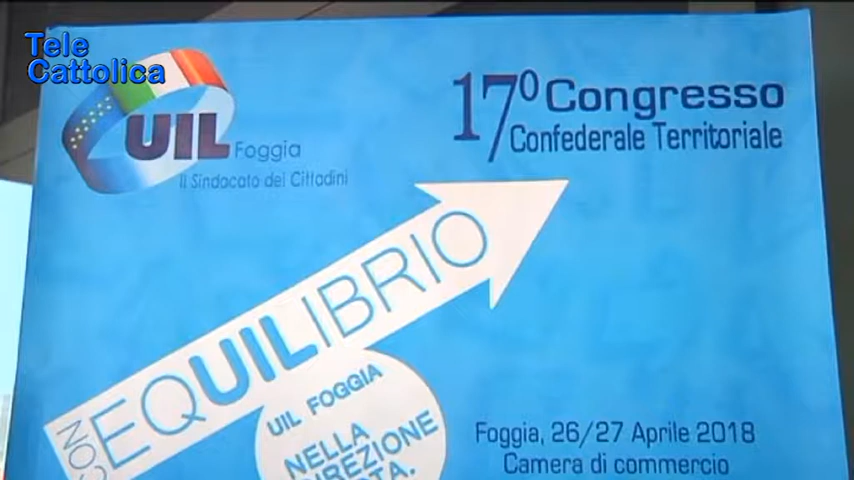 Tele
Cattolica
UIL Foggia
Il Sindacato dei Cittadini
17° Congresso
Confederale Territoriale
EQUILIBRIO
UIL FOGGIA
NELLA
Foggia, 26/27 Aprile 2018
Camera di commercio